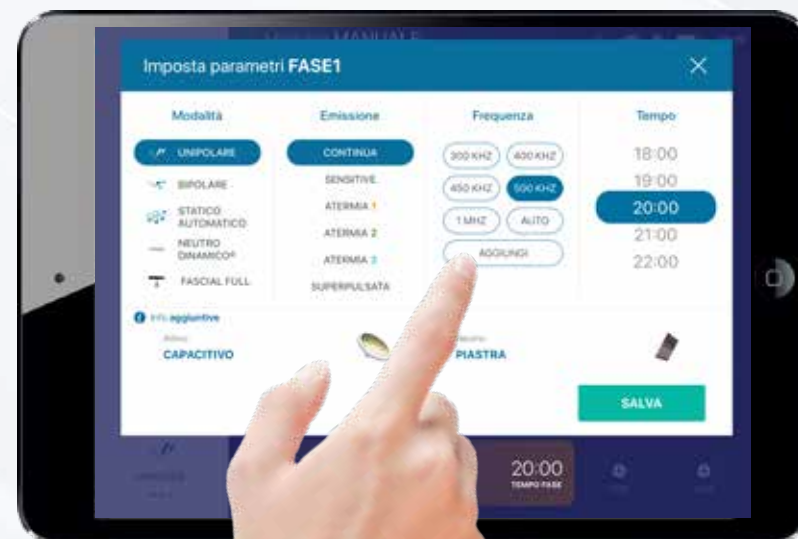 MANUALE
Imposta parametri FASE1
Modalità
UNIPOLARE
BIPOLARE
STATICO
AUTOMATICO
NEUTRO
DINAMICO®
FASCIAL FULL
Emissione
CONTINUA
SENSITIVE
ATERMIA 1
ATERMIA 2
ATERMIA 3
SUPERPULSATA
Frequenza
300 KHZ 400 KHZ
450 KHZ 500 KHZ
1 MHZ AUTO
AGGIUNGI
Tempo
18:00
19:00
20:00
21:00
22:00
Info aggiuntive
CAPACITIVO
PIASTRA
SALVA
20:00
TEMPO FASE